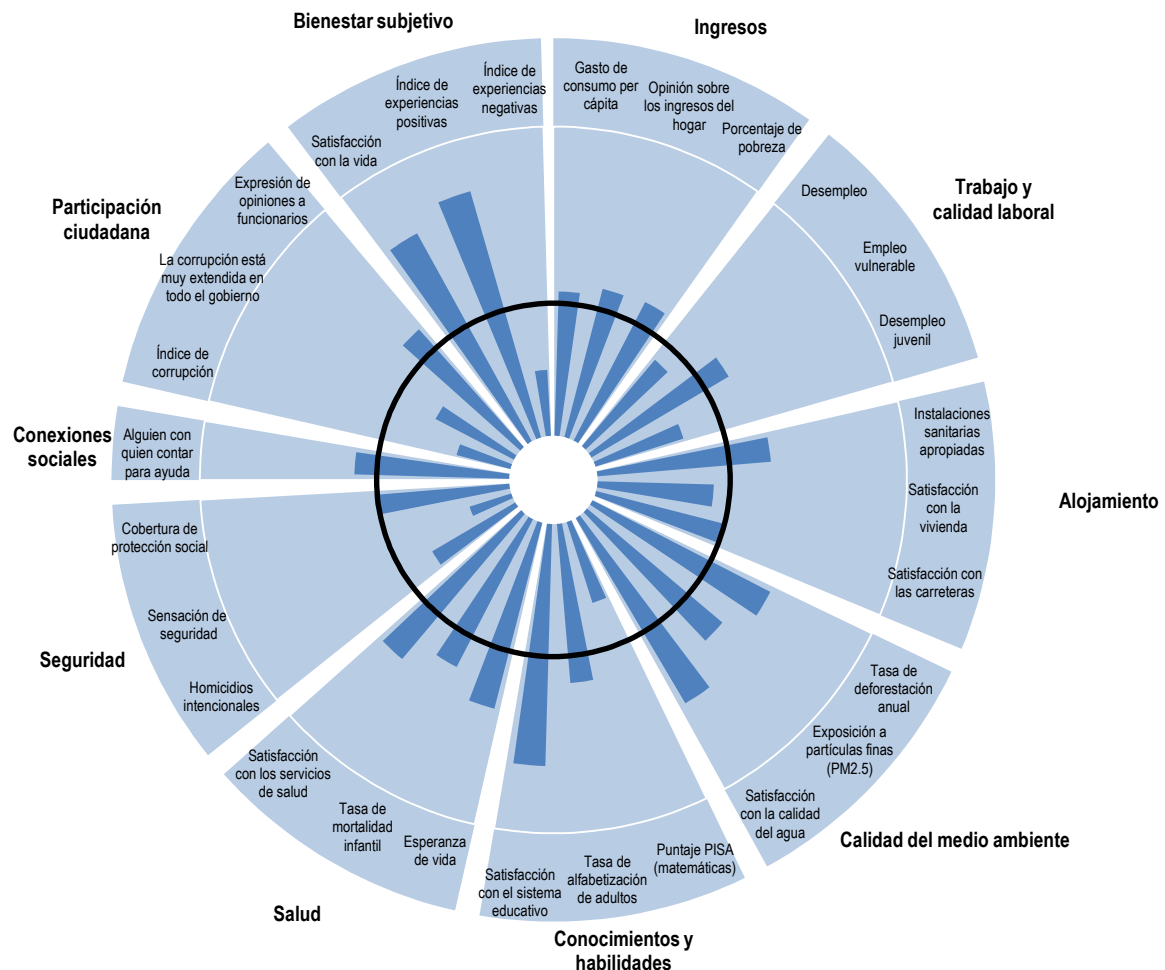 Bienestar subjetivo
Índice de
experiencias
negativas
Índice de
experiencias
positivas
Satisfacción
con la vida
Ingresos
Gasto de
consumo per
cápita
Opinión sobre
los ingresos del
hogar
Porcentaje de
pobreza
Trabajo y
calidad laboral
Desempleo
Empleo
vulnerable
Desempleo
juvenil
Alojamiento
Instalaciones
sanitarias
apropiadas
Satisfacción
con la
vivienda
Satisfacción con
las carreteras
Calidad del medio ambiente
Tasa de
deforestación
anual
Exposición a
partículas finas
(PM2.5)
Satisfacción
con la calidad
del agua
Conocimientos y
habilidades
Puntaje PISA
(matemáticas)
Tasa de
alfabetización
de adultos
Satisfacción
con el sistema
educativo
Salud
Esperanza
de vida
Tasa de
mortalidad
infantil
Satisfacción
con los servicios
de salud
Seguridad
Homicidios
intencionales
Sensación de
seguridad
Cobertura de
protección social
Conexiones
sociales
Alguien con
quien contar
para ayuda
Participación
ciudadana
Índice de
corrupción
La corrupción está
muy extendida en
todo el gobierno
Expresión de
opiniones a
funcionarios